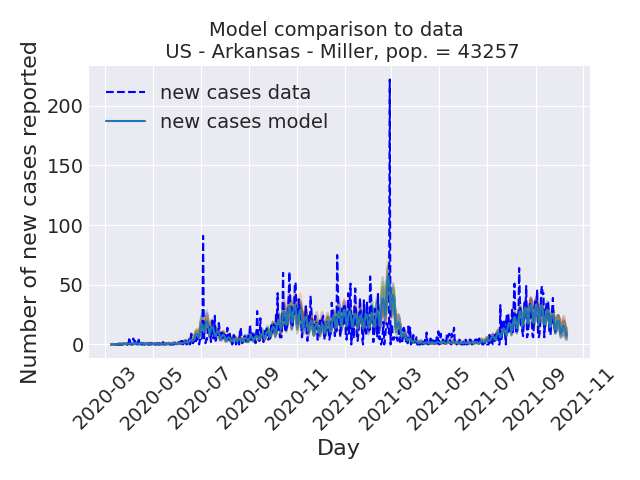 Model comparison to data
US - Arkansas - Miller, pop. = 43257
Number of new cases reported
200
150
100
50
0
new cases data
new cases model
2020-03
2020-05
2020-07
2020-09
2020-11
2021-01
2021-03
2021-05
2021-07
2021-09
2021-11
Day